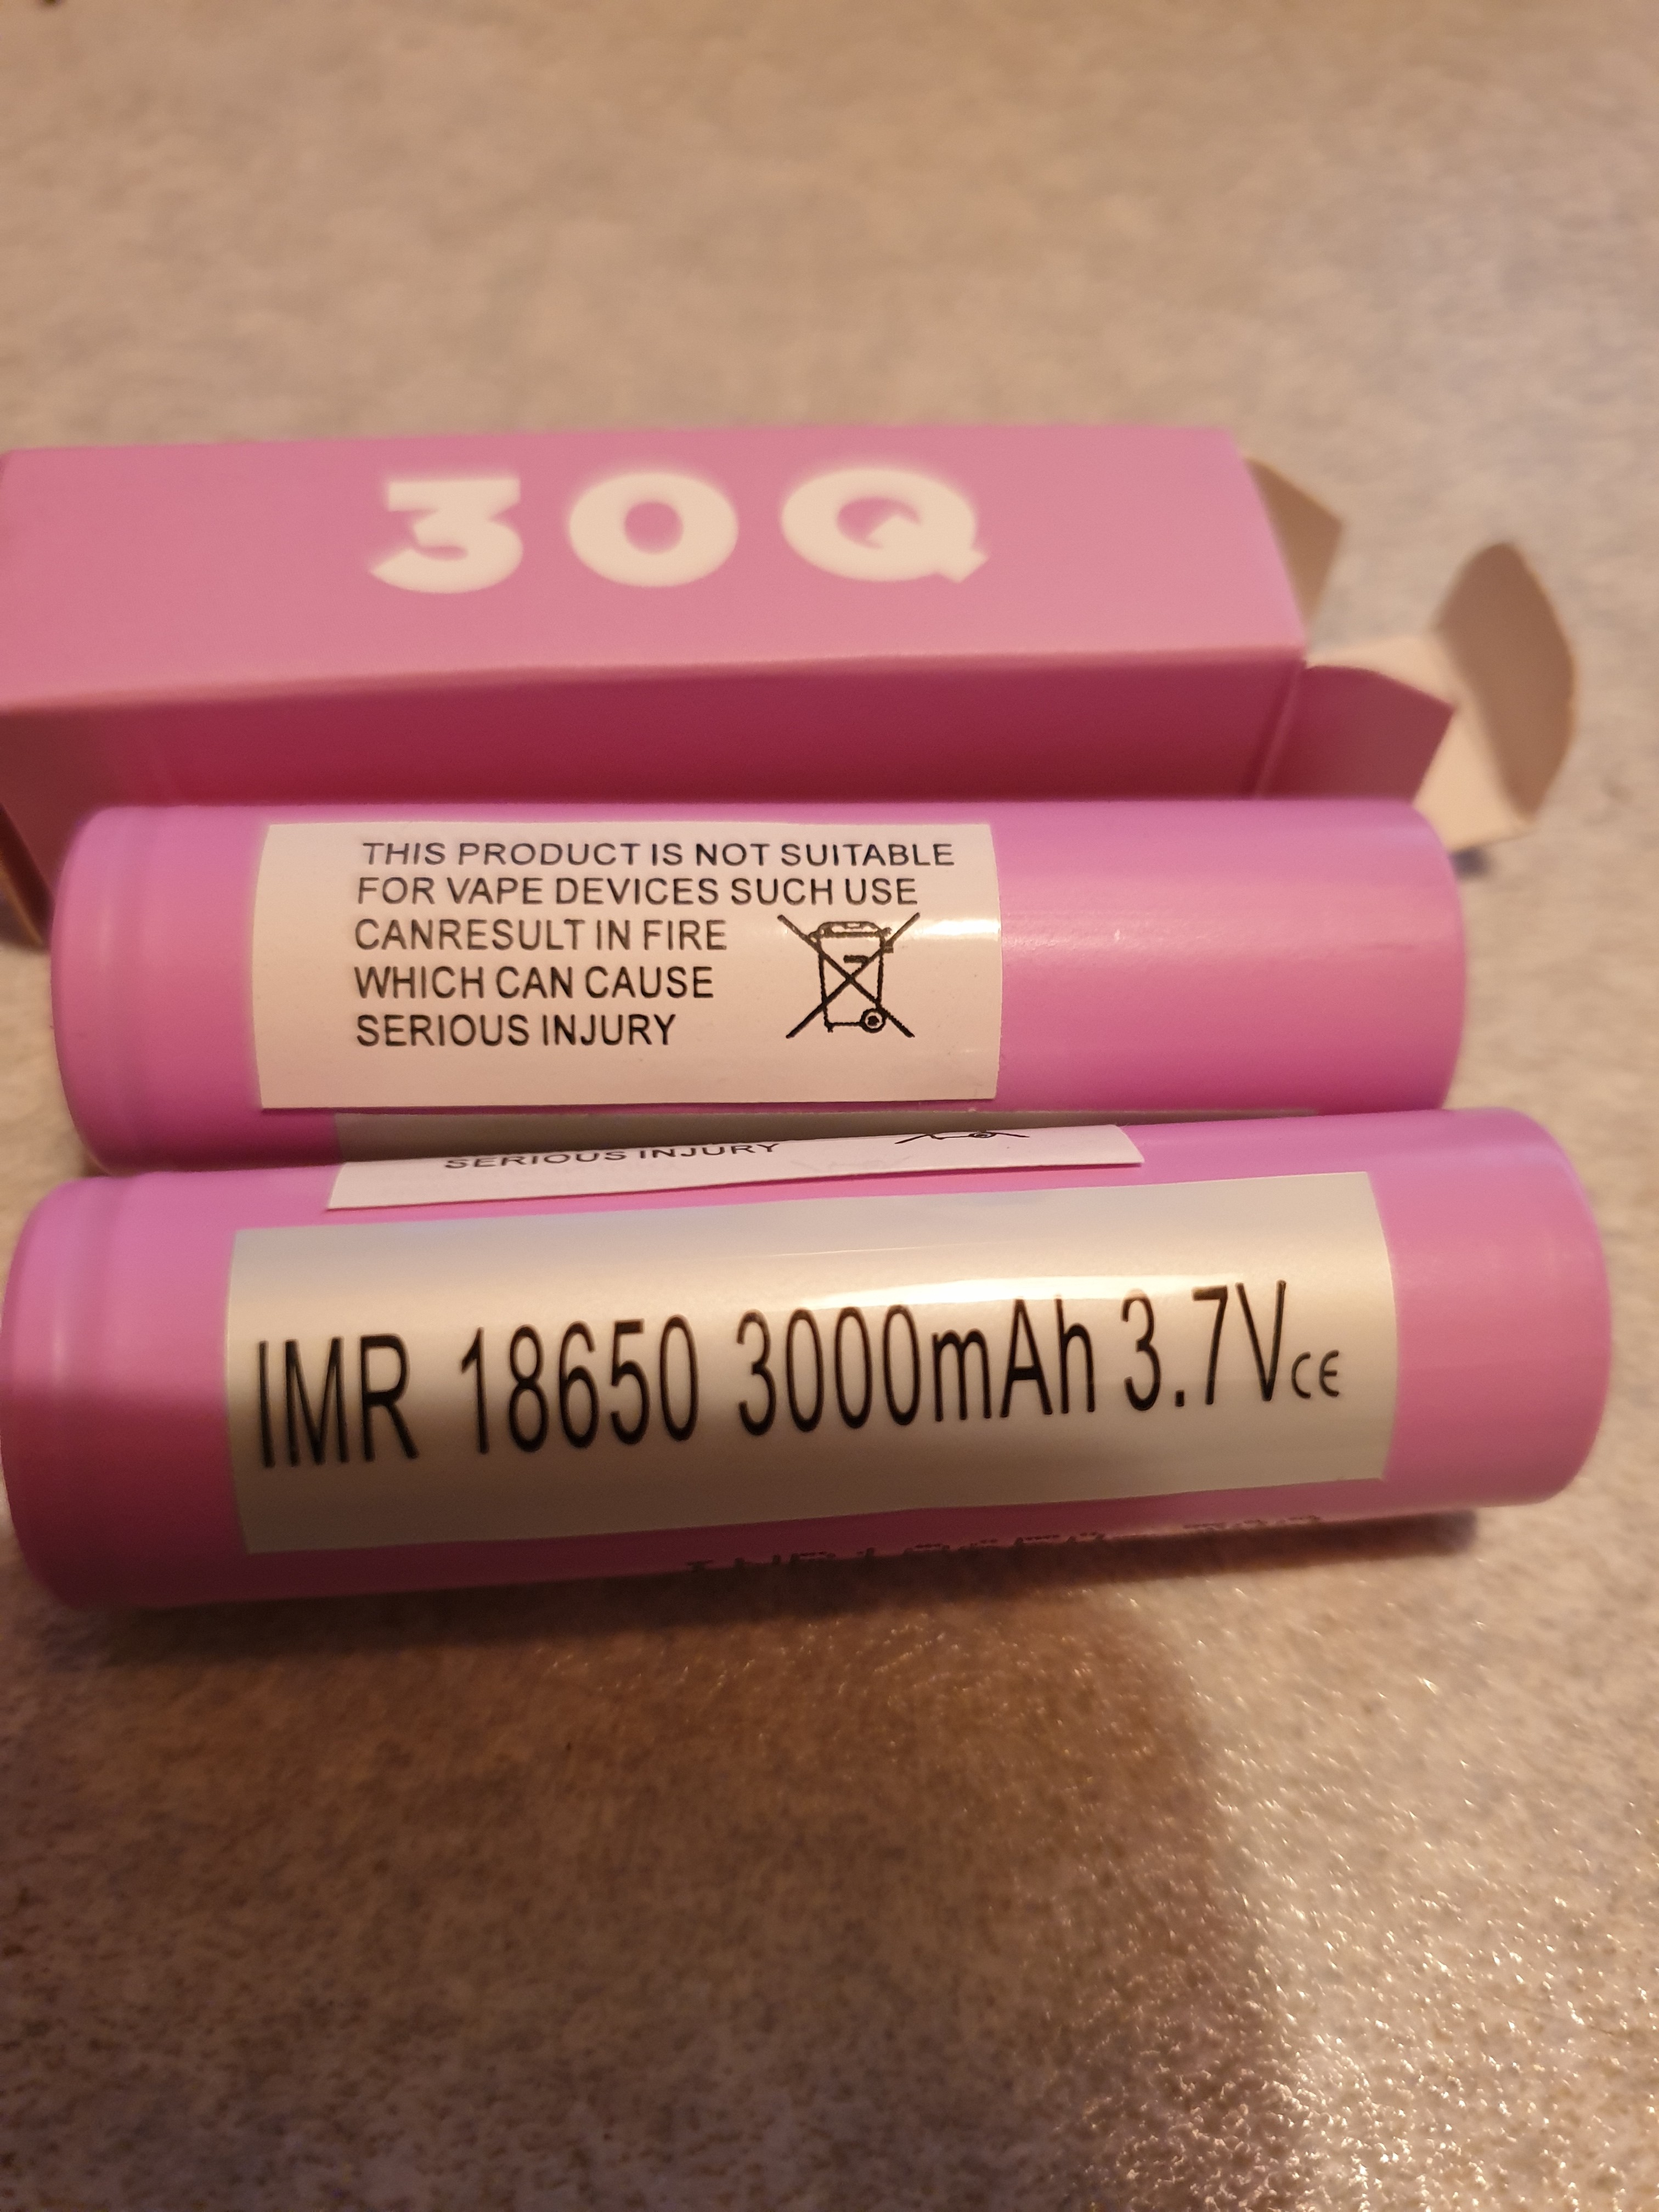 30Q
THIS PRODUCT IS NOT SUITABLE
FOR VAPE DEVICES SUCH USE
CANRESULT IN FIRE
WHICH CAN CAUSE
SERIOUS INJURY
SERIOUS INJURY
IMR 18650 3000mAh 3.7V CE